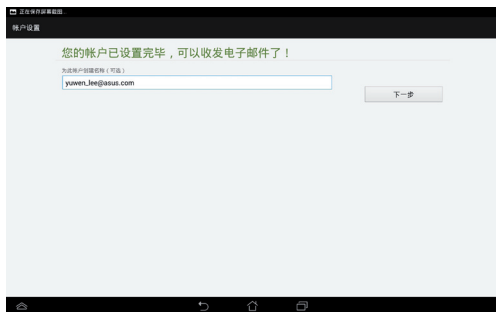 正在保存屏幕截图...
帐户设置
您的帐户已设置完毕，可以收发电子邮件了！
为此帐户创建名称（可选）
yuwen_lee@asus.com
下一步